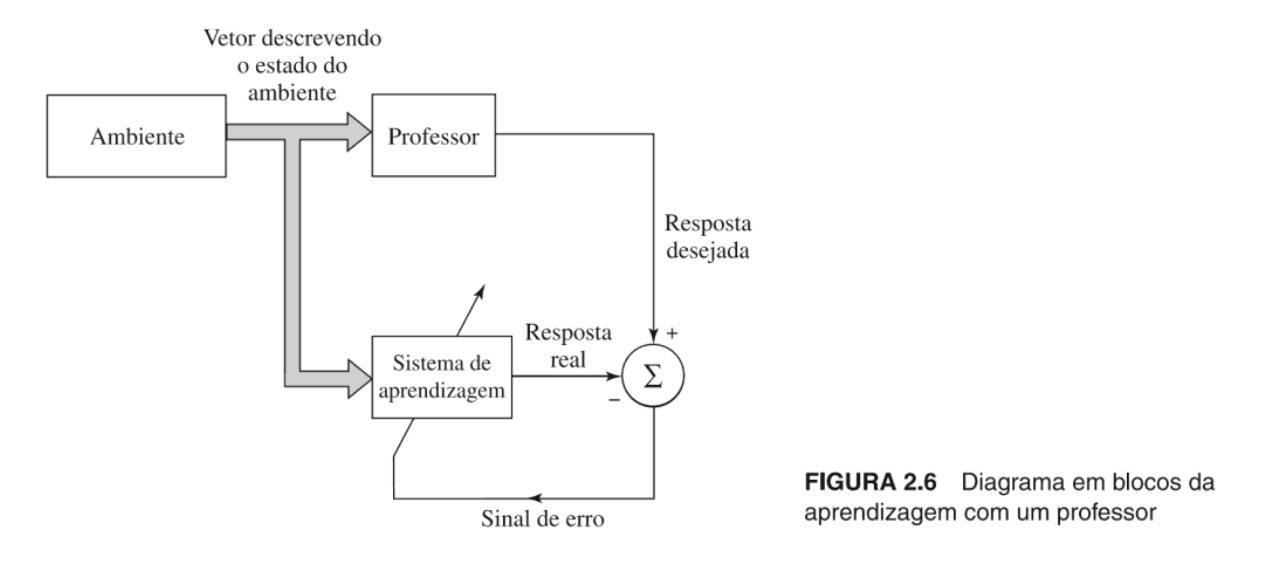 Vetor descrevendo
o estado do
ambiente
Ambiente
Professor
Resposta
desejada
+
Resposta
real
Sistema de
aprendizagem
Σ
−
Sinal de erro
FIGURA 2.6 Diagrama em blocos da
aprendizagem com um professor